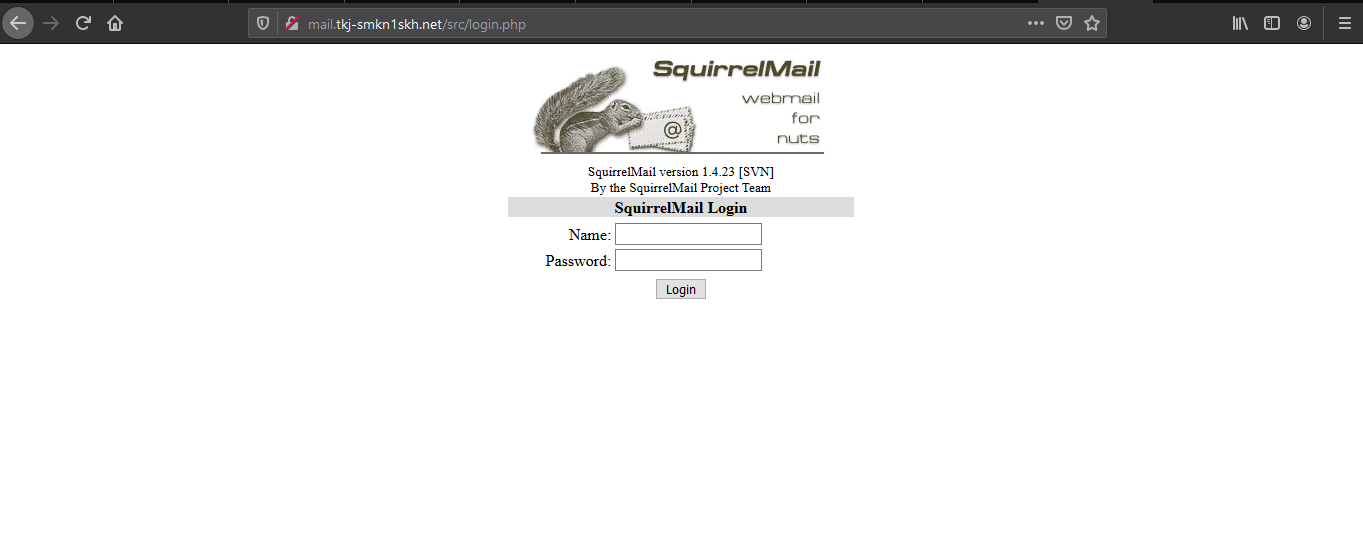 mail.tkj-smkn1skh.net/src/login.php
SquirrelMail
webmail
for
nuts
@
SquirrelMail version 1.4.23 [SVN]
By the SquirrelMail Project Team
SquirrelMail Login
Name:
Password:
Login